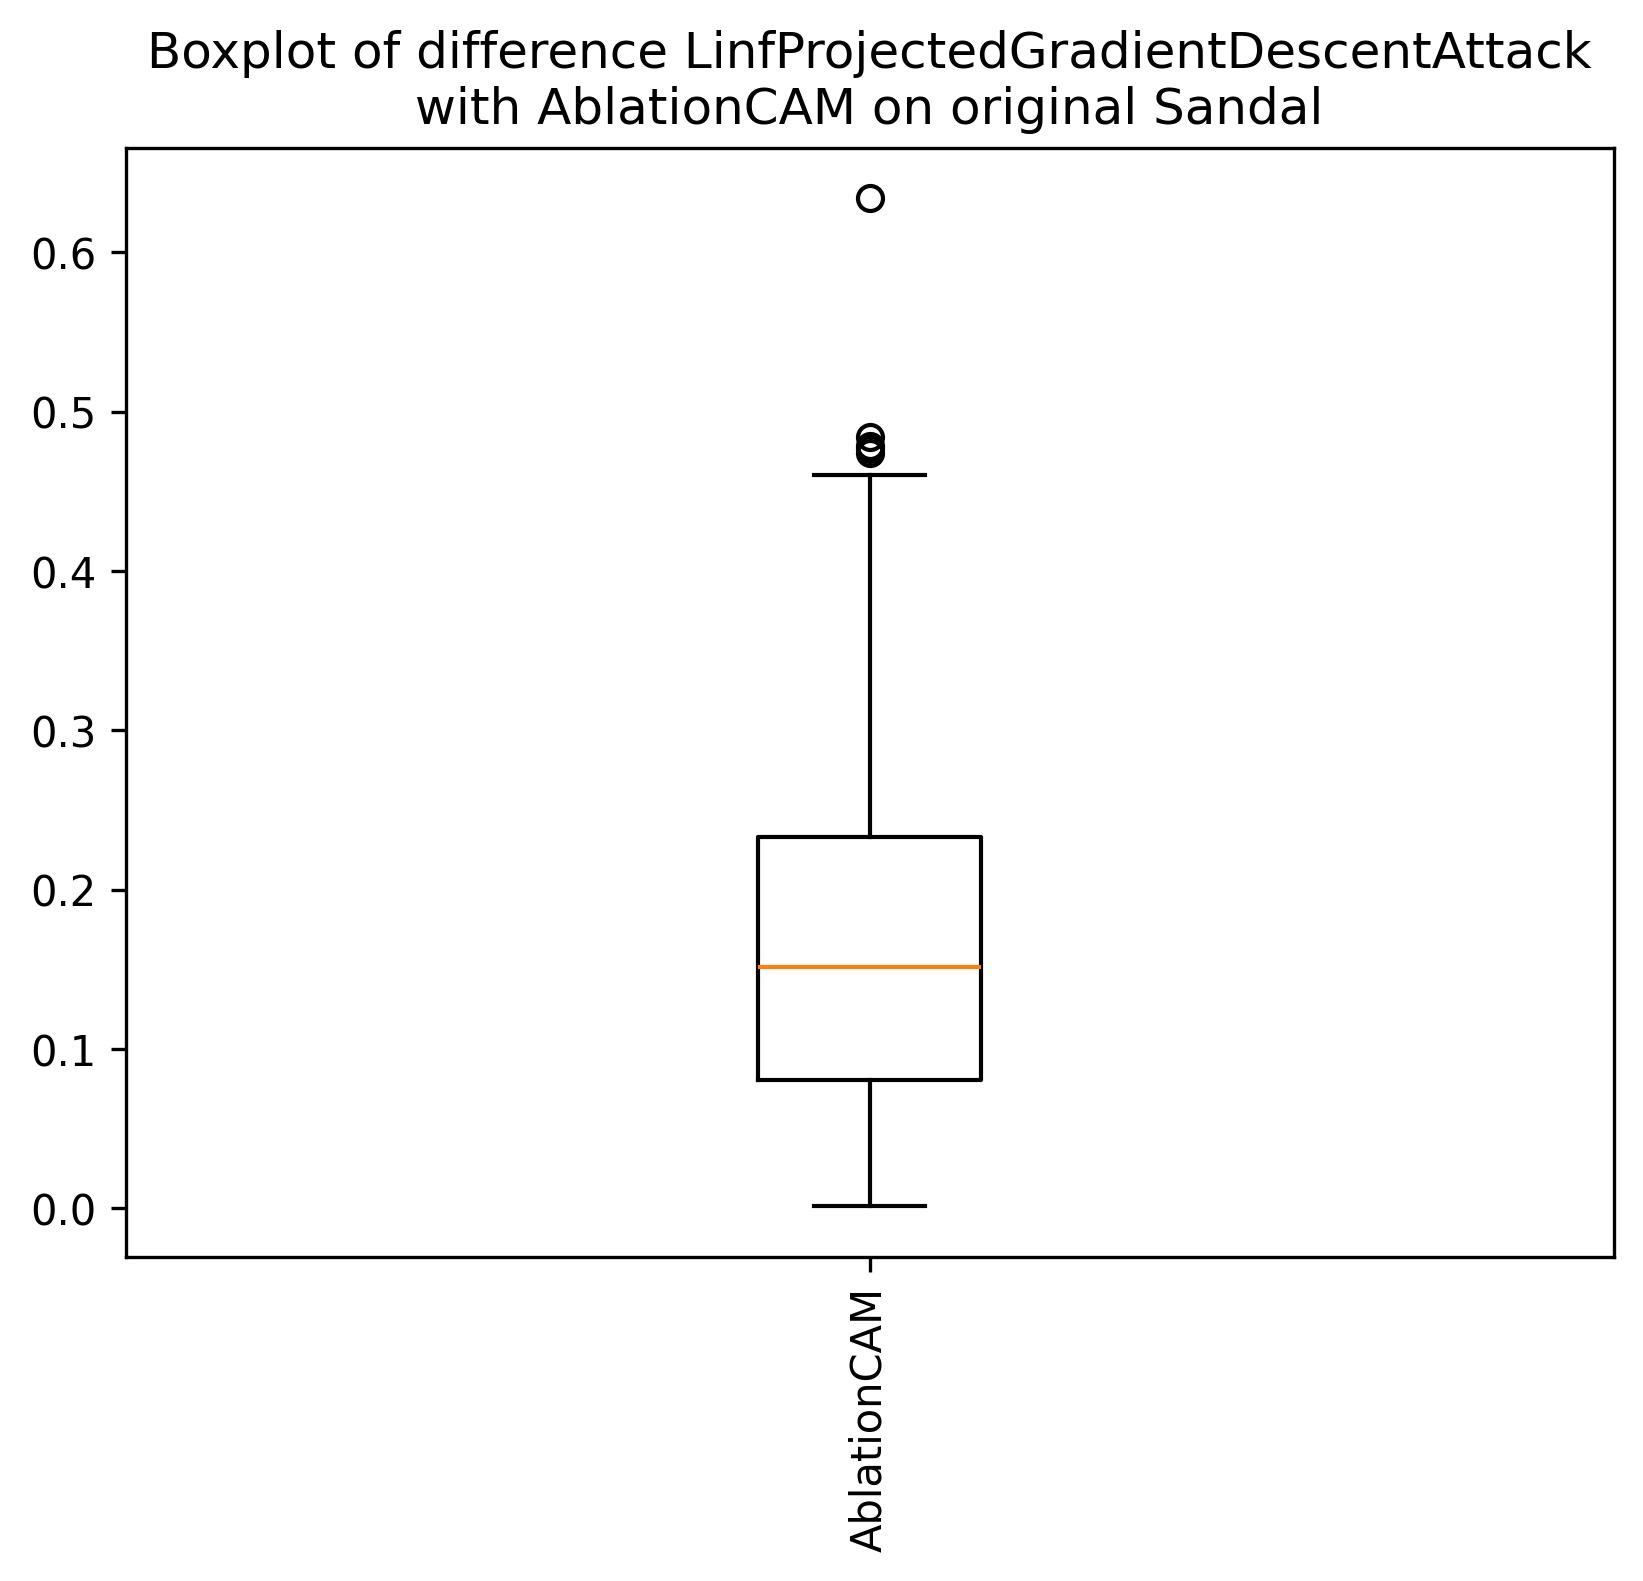 Boxplot of difference LinfProjectedGradientDescentAttack
with AblationCAM on original Sandal
0.6
0.5
0.4
0.3
0.2
0.1
0.0
AblationCAM